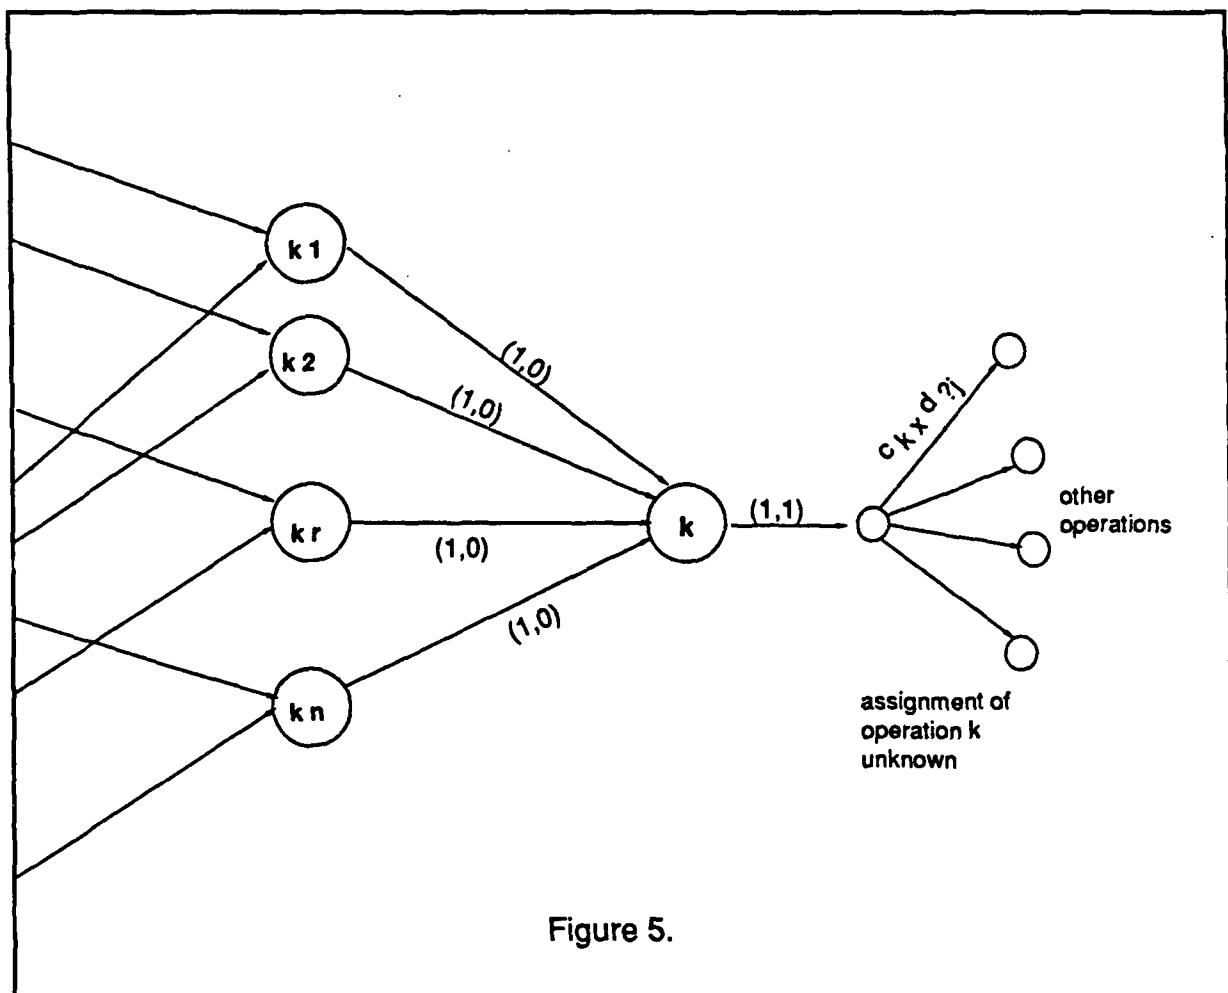 k 1
(1,0)
k 2
(1,0)
c k x d ?j
k r
(1,0)
k
(1,1)
other
operations
(1,0)
k n
assignment of
operation k
unknown
Figure 5.